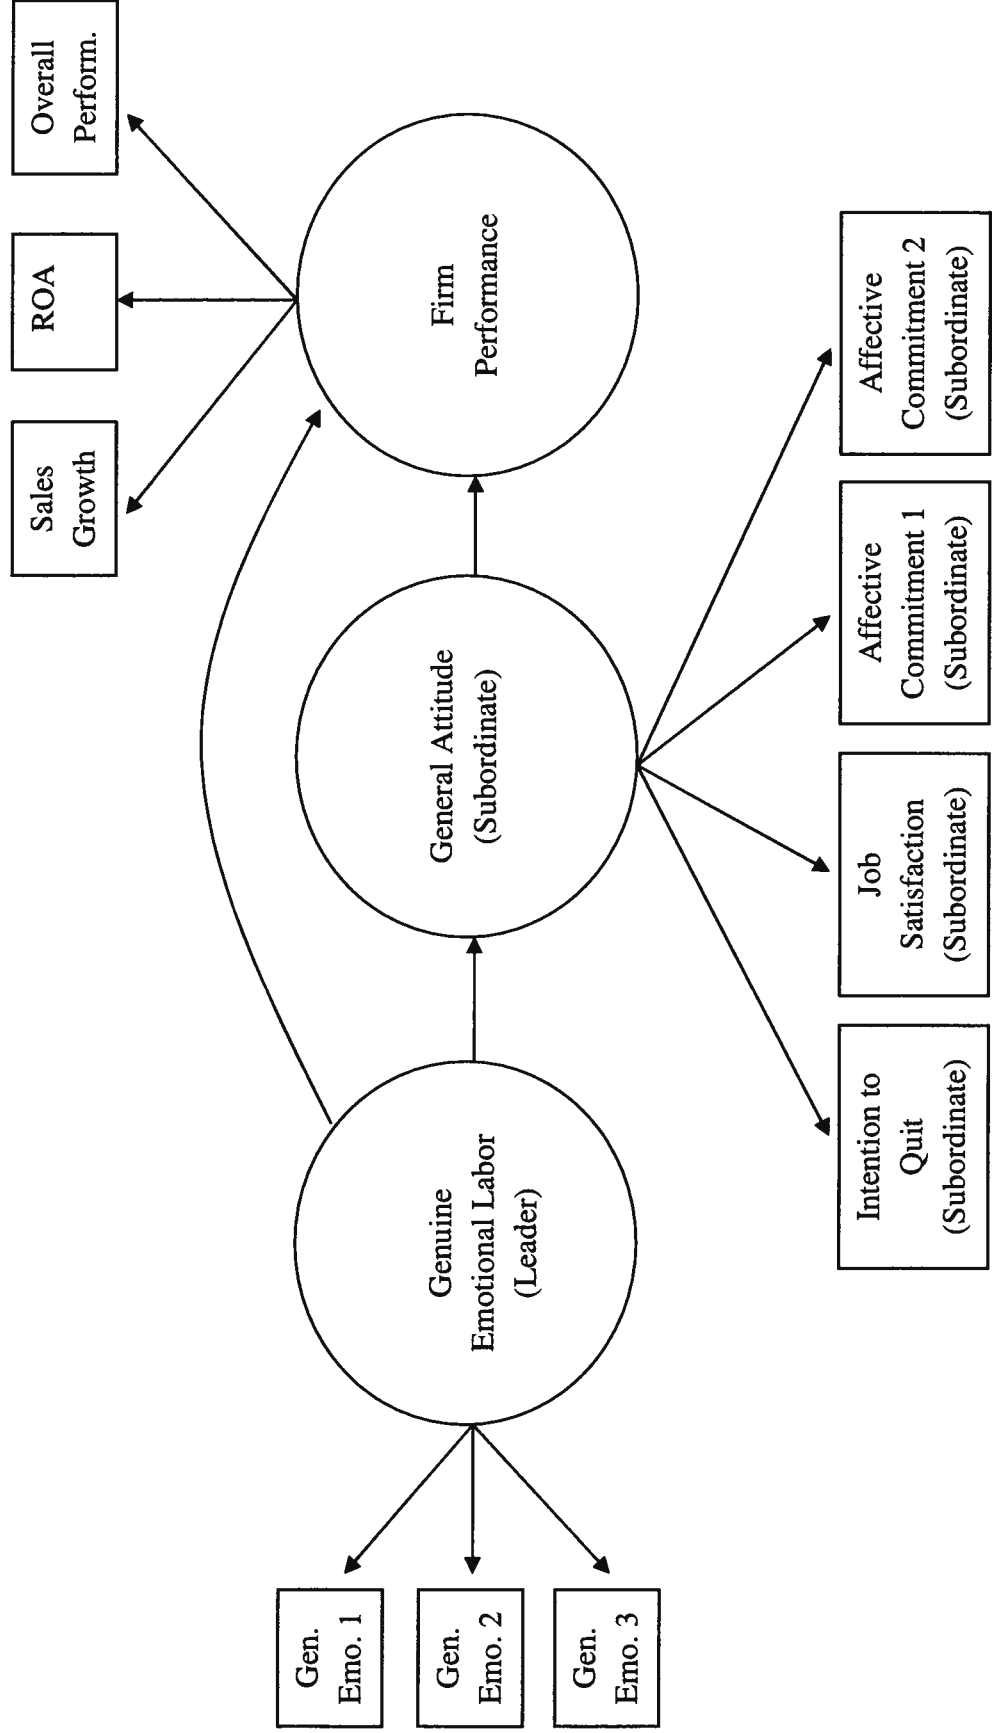 Sales
Growth
ROA
Overall
Perform.
Gen.
Emo. 1
Gen.
Emo. 2
Gen.
Emo. 3
Genuine
Emotional Labor
(Leader)
General Attitude
(Subordinate)
Firm
Performance
Intention to
Quit
(Subordinate)
Job
Satisfaction
(Subordinate)
Affective
Commitment 1
(Subordinate)
Affective
Commitment 2
(Subordinate)